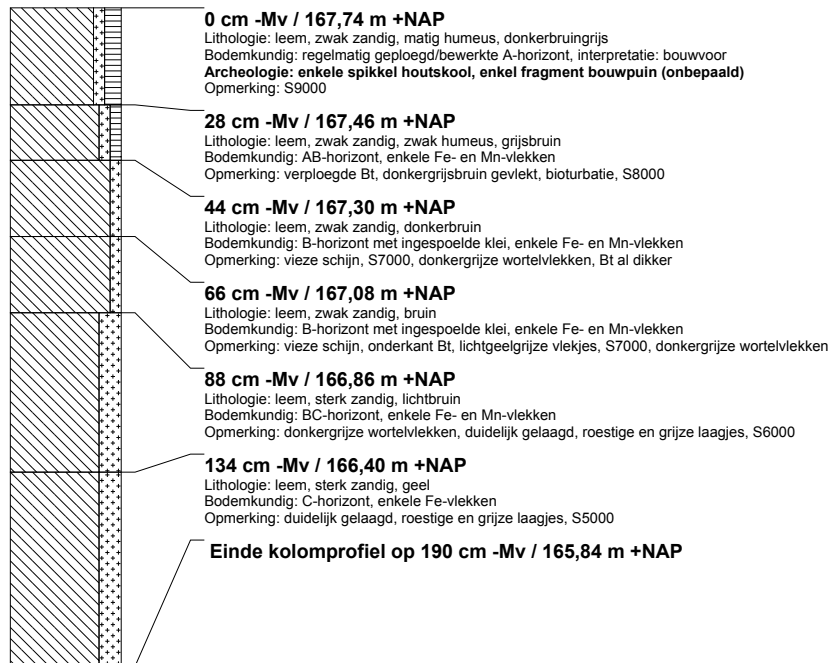 0 cm -Mv / 167,74 m +NAP
Lithologie: leem, zwak zandig, matig humeus, donkerbruingrijs
Bodemkundig: regelmatig geploegd/bewerkte A-horizont, interpretatie: bouwvoor
Archeologie: enkele spikkel houtskool, enkel fragment bouwpuin (onbepaald)
Opmerking: S9000
28 cm -Mv / 167,46 m +NAP
Lithologie: leem, zwak zandig, zwak humeus, grijsbruin
Bodemkundig: AB-horizont, enkele Fe- en Mn-vlekken
Opmerking: verploegde Bt, donkergrijsbruin gevlekt, bioturbatie, S8000
44 cm -Mv / 167,30 m +NAP
Lithologie: leem, zwak zandig, donkerbruin
Bodemkundig: B-horizont met ingespoelde klei, enkele Fe- en Mn-vlekken
Opmerking: vieze schijn, S7000, donkergrijze wortelvlekken, Bt al dikker
66 cm -Mv / 167,08 m +NAP
Lithologie: leem, zwak zandig, bruin
Bodemkundig: B-horizont met ingespoelde klei, enkele Fe- en Mn-vlekken
Opmerking: vieze schijn, onderkant Bt, lichtgeelgrijze vlekjes, S7000, donkergrijze wortelvlekken
88 cm -Mv / 166,86 m +NAP
Lithologie: leem, sterk zandig, lichtbruin
Bodemkundig: BC-horizont, enkele Fe- en Mn-vlekken
Opmerking: donkergrijze wortelvlekken, duidelijk gelaagd, roestige en grijze laagjes, S6000
134 cm -Mv / 166,40 m +NAP
Lithologie: leem, sterk zandig, geel
Bodemkundig: C-horizont, enkele Fe-vlekken
Opmerking: duidelijk gelaagd, roestige en grijze laagjes, S5000
Einde kolomprofiel op 190 cm -Mv / 165,84 m +NAP